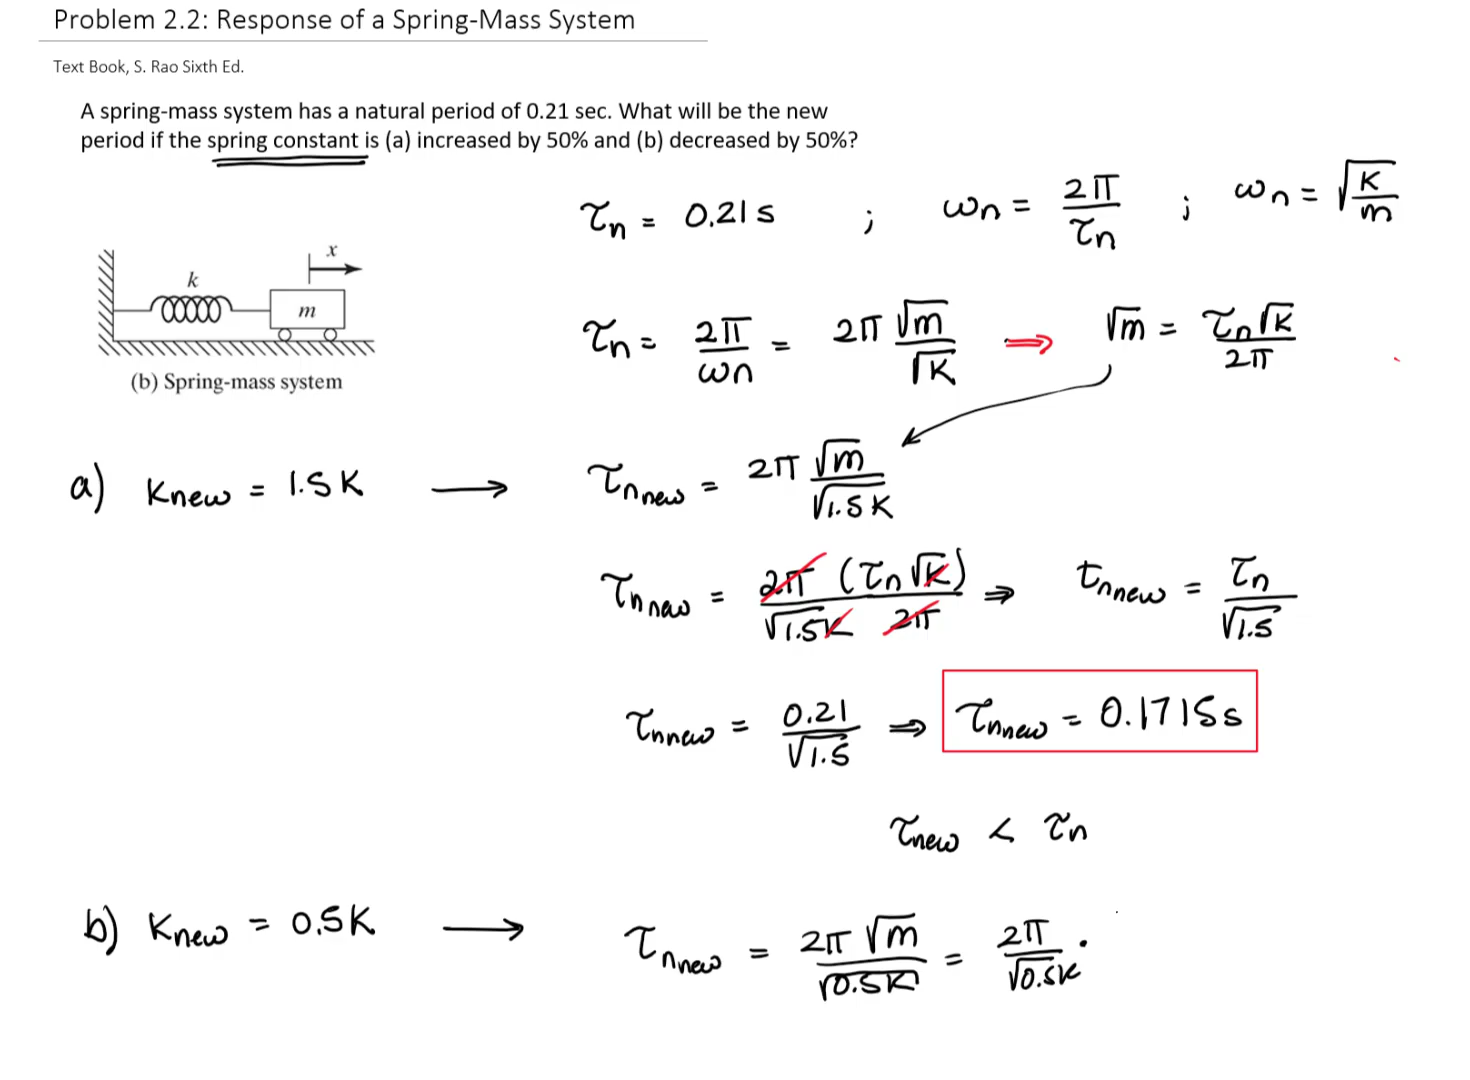 Problem 2.2: Response of a Spring-Mass System
Text Book, S. Rao Sixth Ed.
A spring-mass system has a natural period of 0.21 sec. What will be the new
period if the spring constant is (a) increased by 50% and (b) decreased by 50%?
τn = 0.21 s ; ωn = 2π/τn ; ωn = √(K/m)
x
k
m
(b) Spring-mass system
τn = 2π/ωn = 2π √m/√K ⇒ √m = τn√K/2π
a) Knew = 1.5K → τnnew = 2π √m/√1.5K
τnnew = 2π (τn√K)/√1.5K 2π ⇒ tnnew = τn/√1.5
τnnew = 0.21/√1.5 ⇒ τnnew = 0.1715s
τnew < τn
b) Knew = 0.5K → τnnew = 2π √m/√0.5K = 2π/√0.5K ·